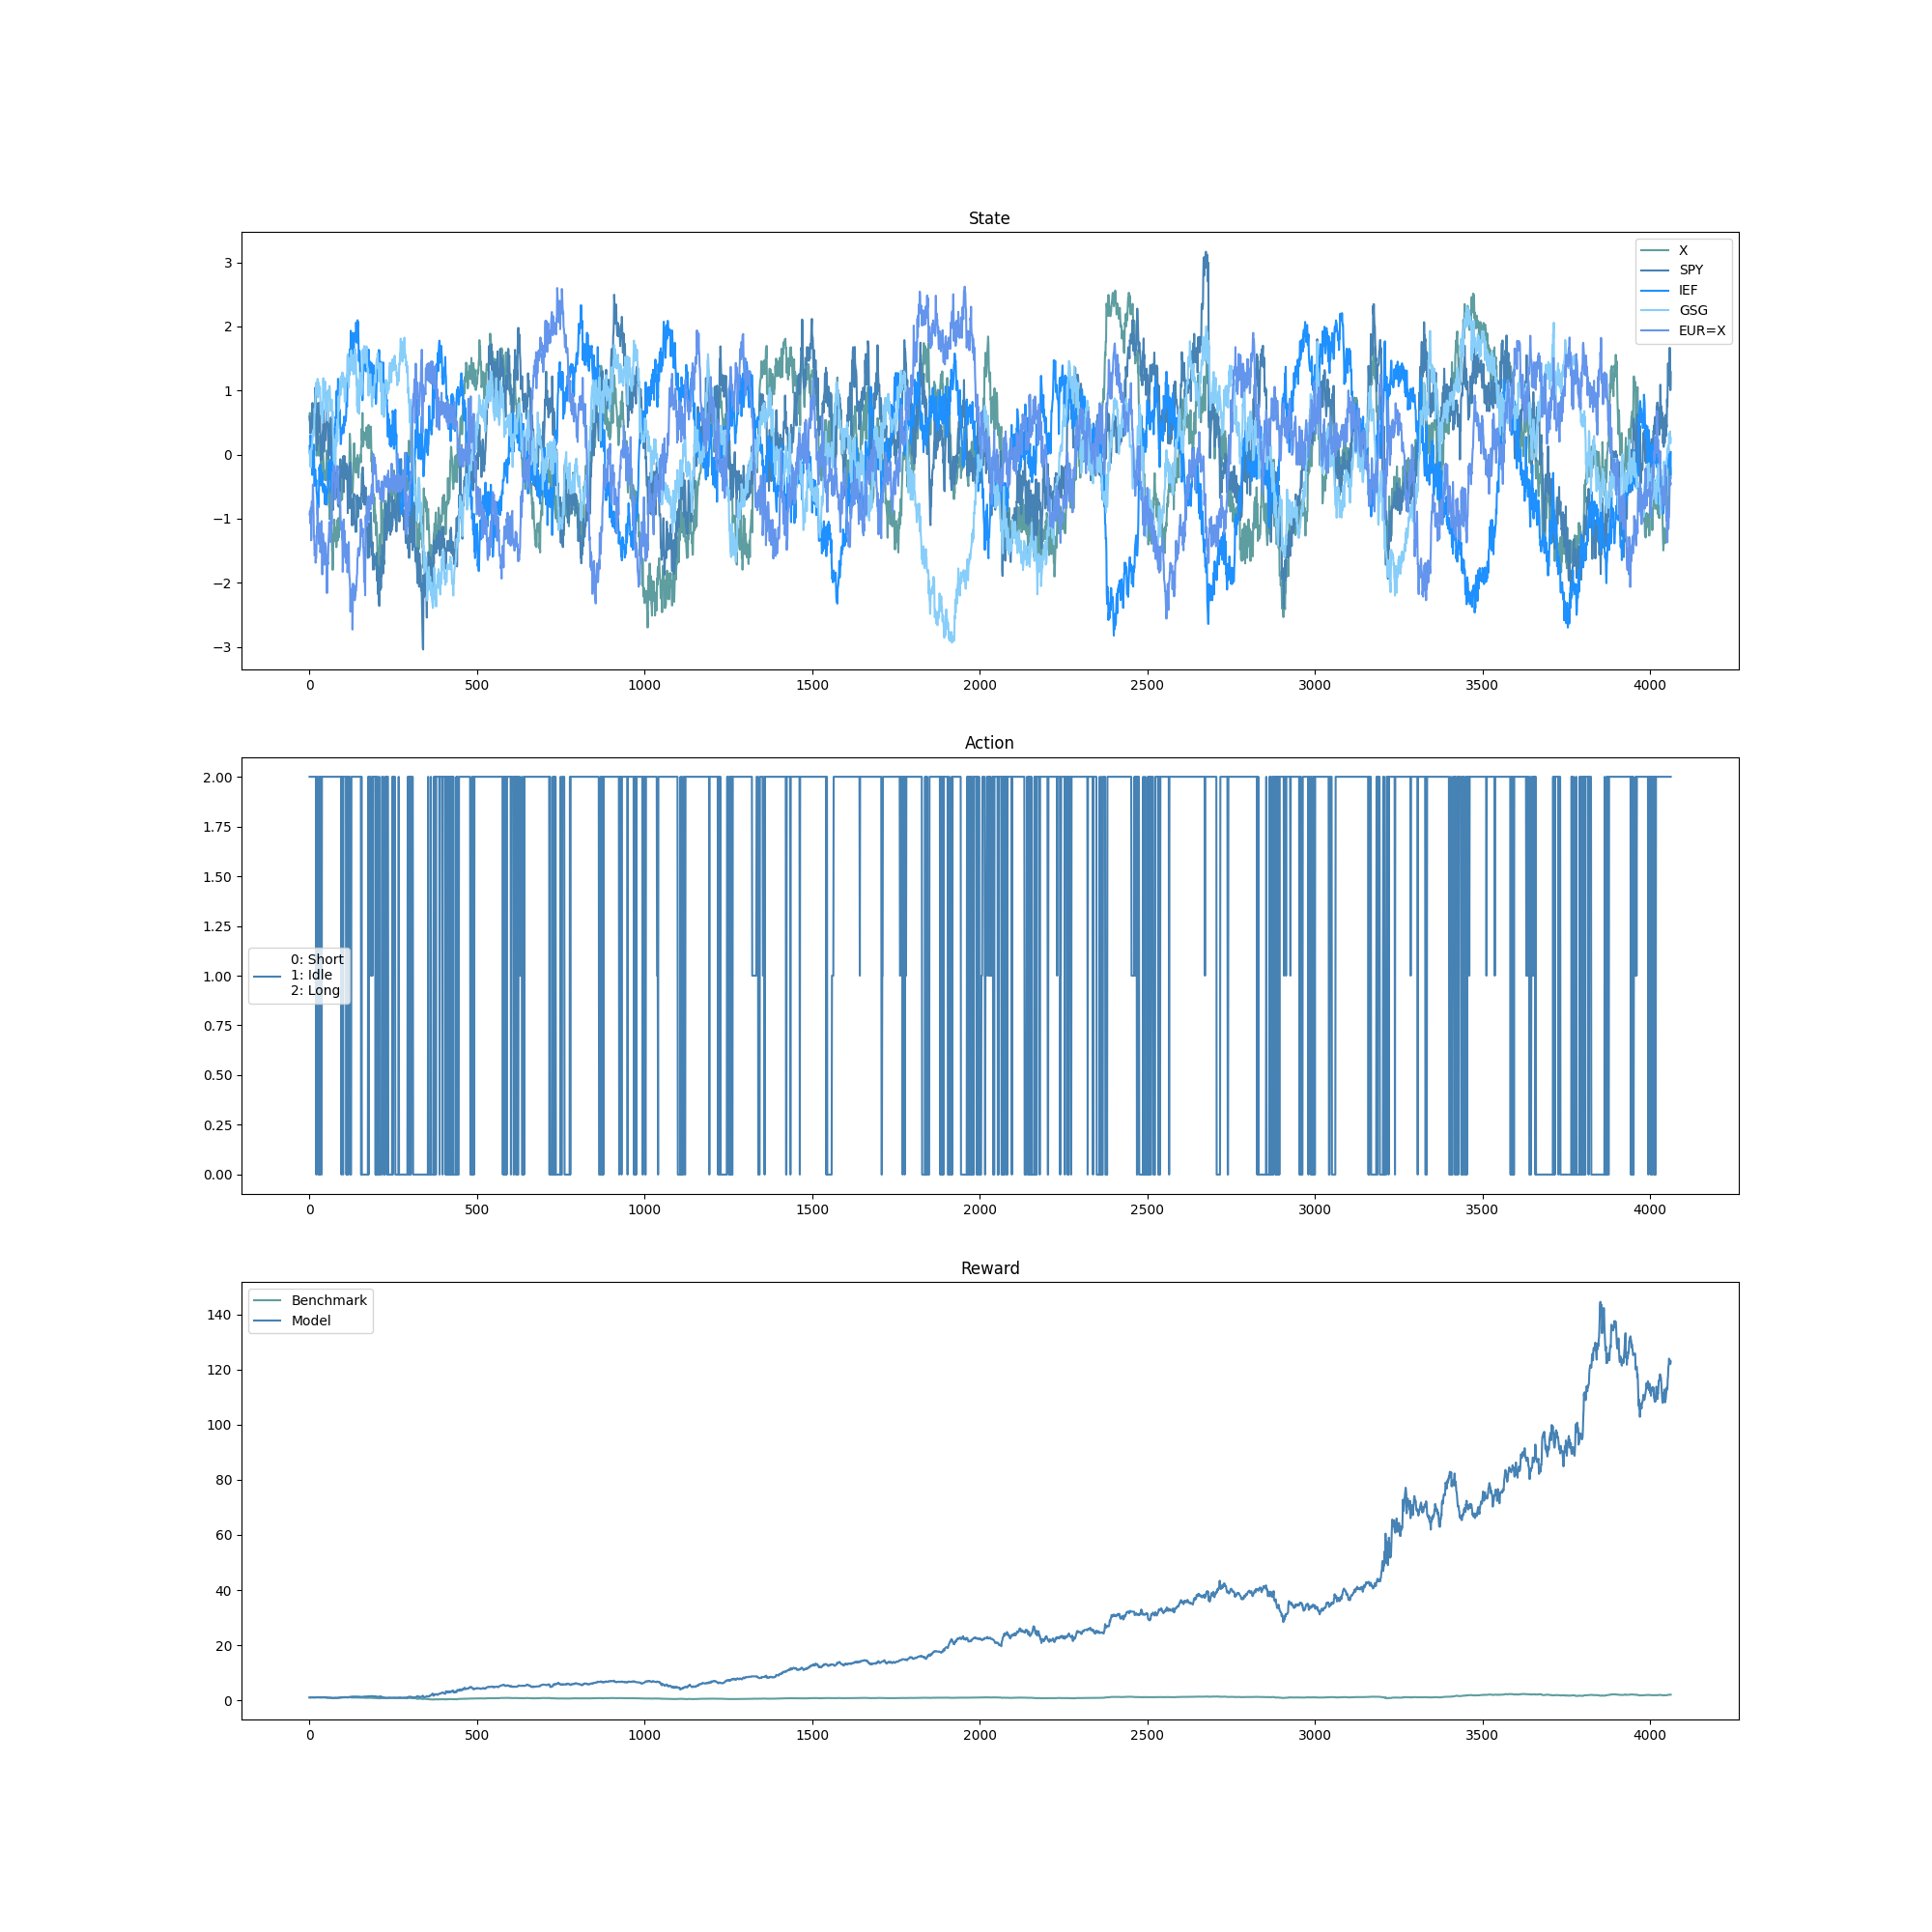 State
3
2
1
0
−1
−2
−3
X
SPY
IEF
GSG
EUR=X
0 500 1000 1500 2000 2500 3000 3500 4000
Action
2.00
1.75
1.50
1.25
1.00
0.75
0.50
0.25
0.00
0: Short
1: Idle
2: Long
0 500 1000 1500 2000 2500 3000 3500 4000
Reward
140
120
100
80
60
40
20
0
Benchmark
Model
0 500 1000 1500 2000 2500 3000 3500 4000